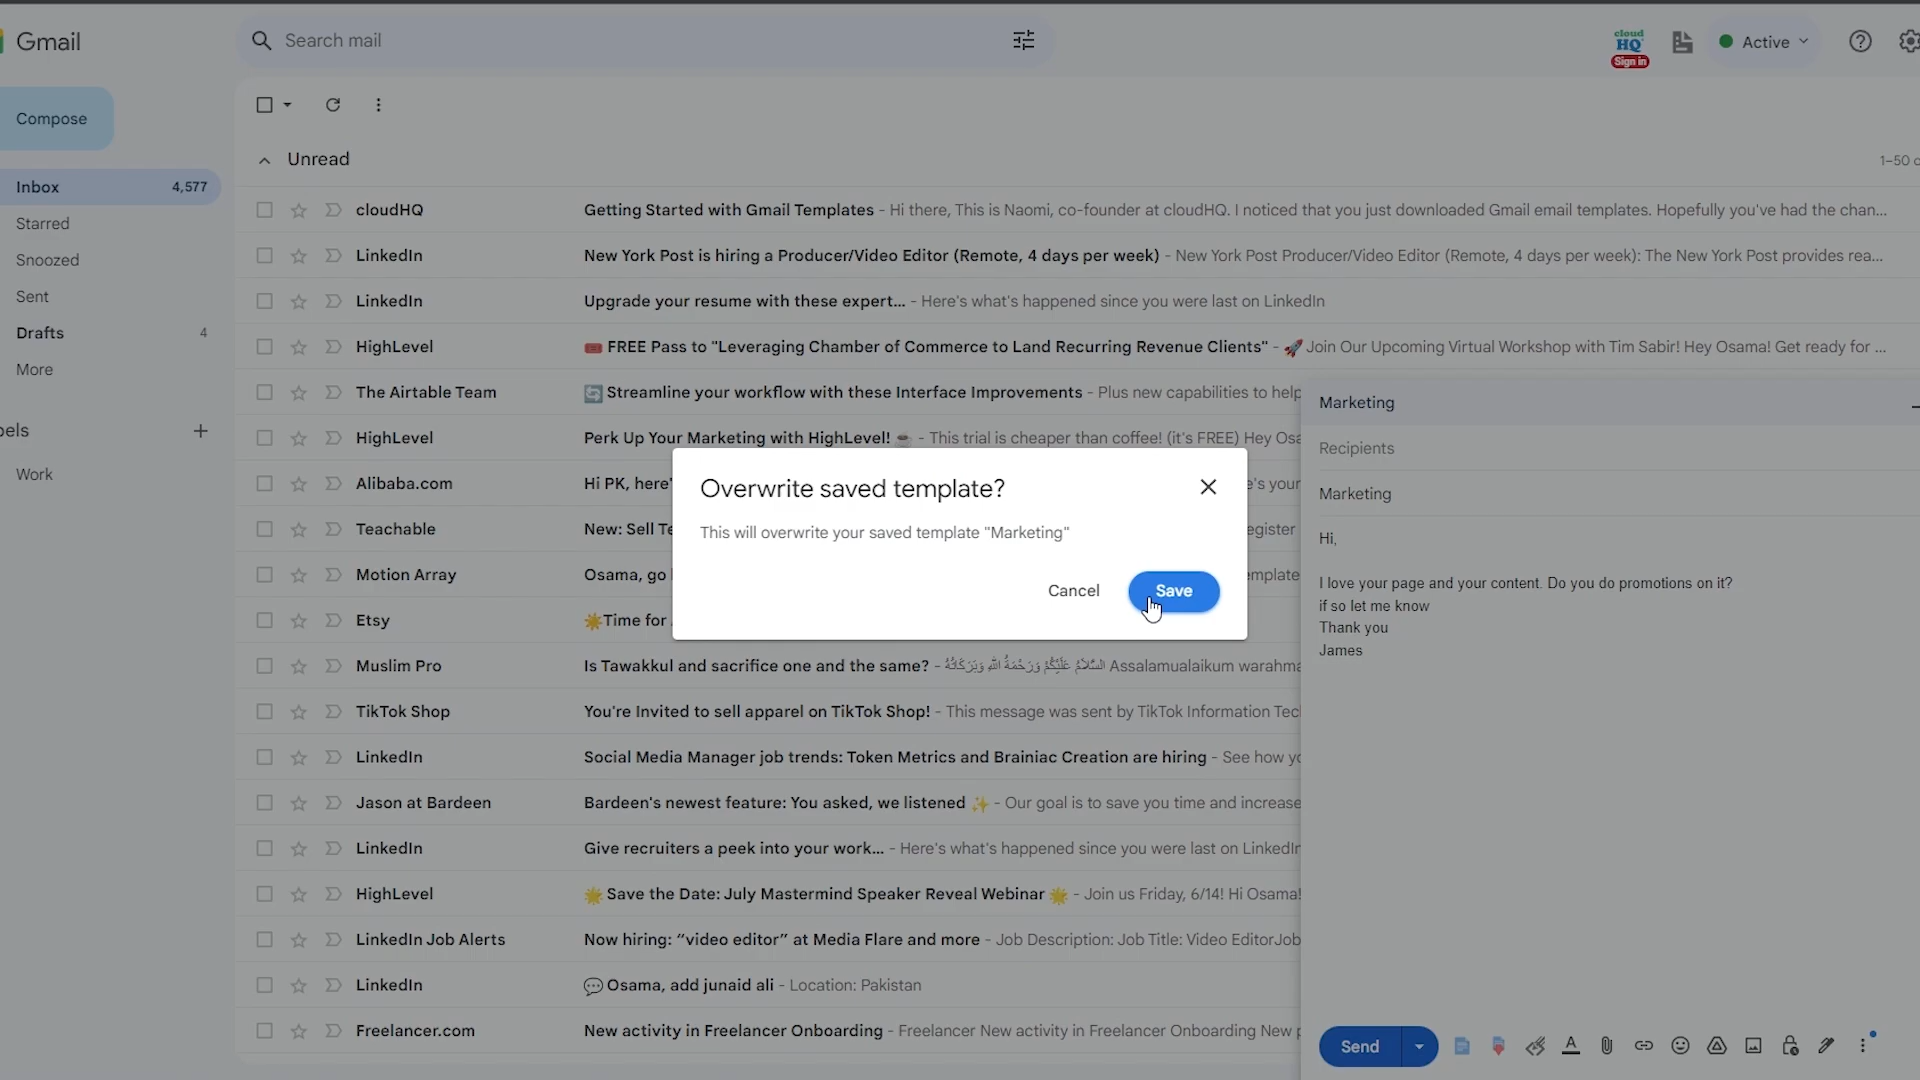 Gmail
Search mail
cloud
HQ
Sign in
Active
Compose
Unread
1–50
Inbox 4,577
Starred
Snoozed
Sent
Drafts 4
More
Work
cloudHQ Getting Started with Gmail Templates - Hi there, This is Naomi, co-founder at cloudHQ. I noticed that you just downloaded Gmail email templates. Hopefully you've had the chan...
LinkedIn New York Post is hiring a Producer/Video Editor (Remote, 4 days per week) - New York Post Producer/Video Editor (Remote, 4 days per week): The New York Post provides rea...
LinkedIn Upgrade your resume with these expert... - Here's what's happened since you were last on LinkedIn
HighLevel 🎟️ FREE Pass to "Leveraging Chamber of Commerce to Land Recurring Revenue Clients" - 🚀 Join Our Upcoming Virtual Workshop with Tim Sabir! Hey Osama! Get ready for ...
The Airtable Team 🔄 Streamline your workflow with these Interface Improvements - Plus new capabilities to help
HighLevel Perk Up Your Marketing with HighLevel! ☕ - This trial is cheaper than coffee! (it's FREE) Hey Osa
Alibaba.com Hi PK, here' e's your
Teachable New: Sell Te egister
Motion Array Osama, go mplate
Etsy 🌟Time for
Muslim Pro Is Tawakkul and sacrifice one and the same? - السَّلاَمُ عَلَيْكُمْ وَرَحْمَةُ اللهِ وَبَرَكَاتُهُ Assalamualaikum warahma
TikTok Shop You're Invited to sell apparel on TikTok Shop! - This message was sent by TikTok Information Tec
LinkedIn Social Media Manager job trends: Token Metrics and Brainiac Creation are hiring - See how yo
Jason at Bardeen Bardeen's newest feature: You asked, we listened ✨ - Our goal is to save you time and increase
LinkedIn Give recruiters a peek into your work... - Here's what's happened since you were last on LinkedIn
HighLevel 🌟 Save the Date: July Mastermind Speaker Reveal Webinar 🌟 - Join us Friday, 6/14! Hi Osama!
LinkedIn Job Alerts Now hiring: “video editor” at Media Flare and more - Job Description: Job Title: Video EditorJob
LinkedIn 💬 Osama, add junaid ali - Location: Pakistan
Freelancer.com New activity in Freelancer Onboarding - Freelancer New activity in Freelancer Onboarding New
Overwrite saved template?
This will overwrite your saved template "Marketing"
Cancel
Save
Marketing
Recipients
Marketing
Hi,
I love your page and your content. Do you do promotions on it?
if so let me know
Thank you
James
Send